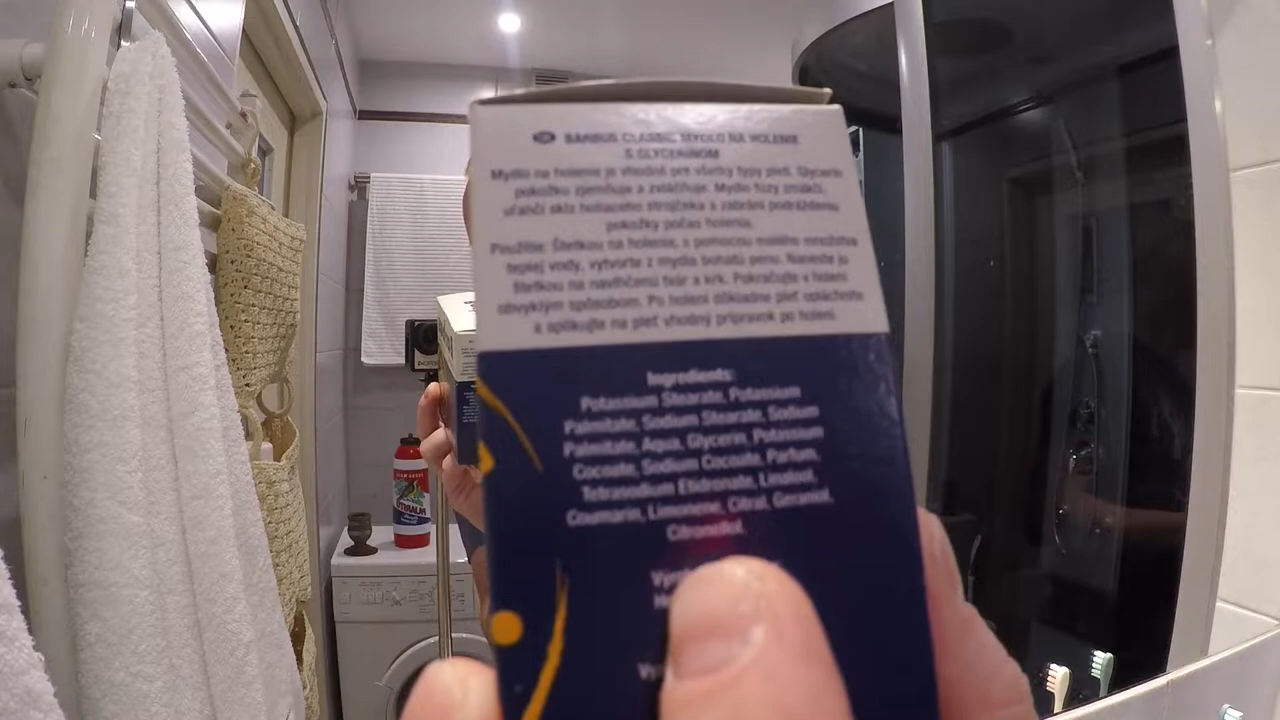 BARBUS CLASSIC MYDLO NA HOLENIE
S GLYCERINOM
Mydlo na holenie je vhodné pre všetky typy pleti. Glycerín
pokožku zjemňuje a zvláčňuje. Mydlo fúzy zmäkčí,
uľahčí sklz holiaceho strojčeka a zabráni podráždeniu
pokožky počas holenia.
Použitie: Štetkou na holenie, s pomocou malého množstva
teplej vody, vytvorte z mydla bohatú penu. Naneste ju
štetkou na navlhčenú tvár a krk. Pokračujte v holení
obvyklým spôsobom. Po holení dôkladne pleť opláchnite
a aplikujte na pleť vhodný prípravok po holení.
Ingredients:
Potassium Stearate, Potassium
Palmitate, Sodium Stearate, Sodium
Palmitate, Aqua, Glycerin, Potassium
Cocoate, Sodium Cocoate, Parfum,
Tetrasodium Etidronate, Linalool,
Coumarin, Limonene, Citral, Geraniol,
Citronellol.